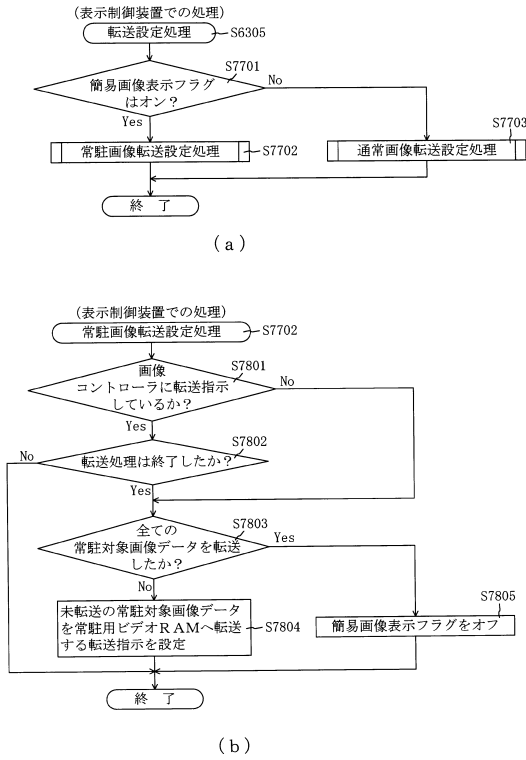 (表示制御装置での処理)
転送設定処理
S6305
S7701
簡易画像表示フラグ
はオン？
No
Yes
S7703
常駐画像転送設定処理
S7702
通常画像転送設定処理
終　了
(a)
(表示制御装置での処理)
常駐画像転送設定処理
S7702
画像
コントローラに転送指示
しているか？
S7801
No
Yes
S7802
転送処理は終了したか？
No
Yes
S7803
全ての
常駐対象画像データを転送
したか？
Yes
No
未転送の常駐対象画像データ
を常駐用ビデオRAMへ転送
する転送指示を設定
S7804
S7805
簡易画像表示フラグをオフ
終　了
(b)